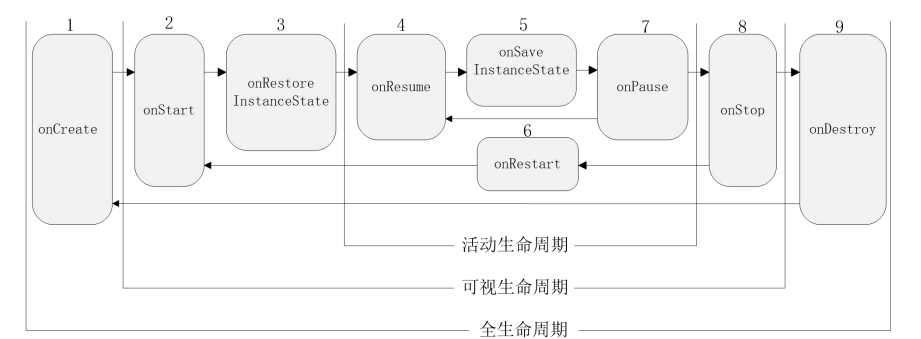 1
2
3
4
5
7
8
9
onCreate
onStart
onRestore
InstanceState
onResume
onSave
InstanceState
onPause
onStop
onDestroy
6
onRestart
活动生命周期
可视生命周期
全生命周期